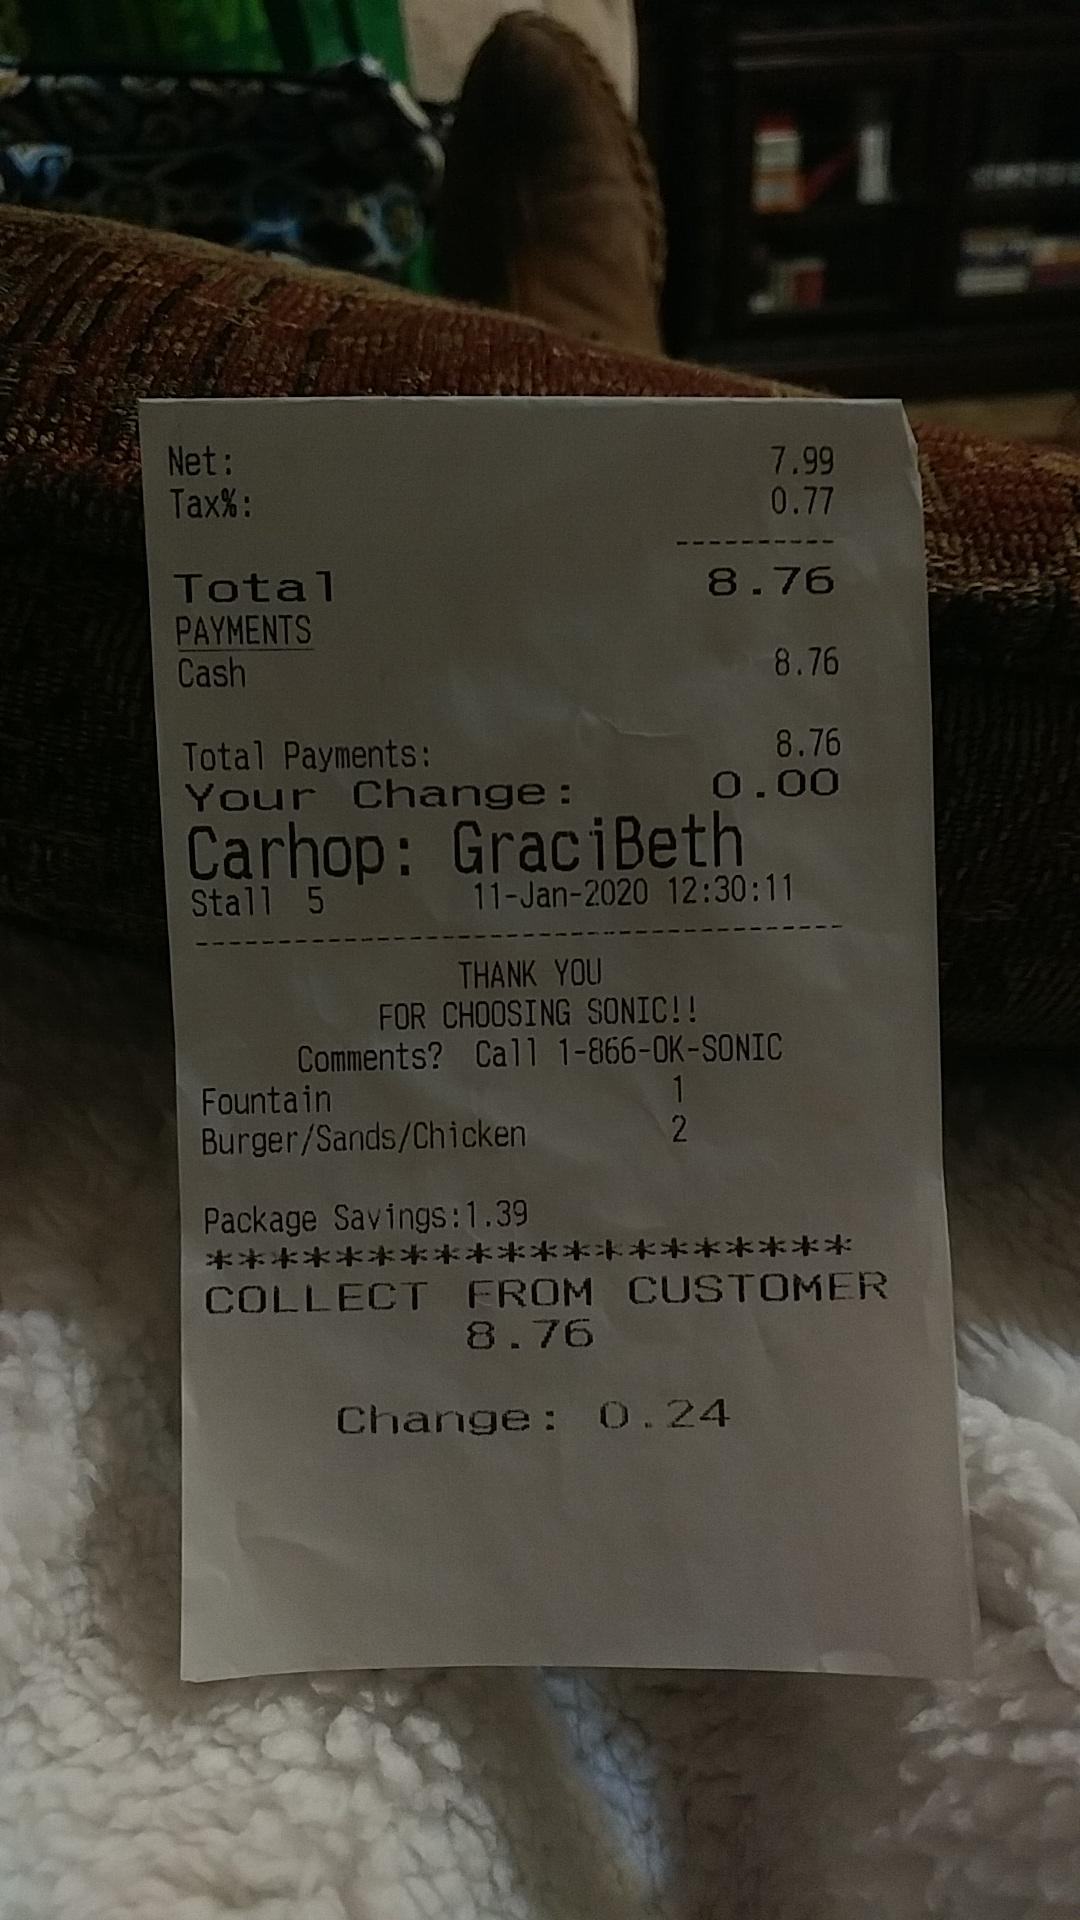 Net: 7.99
Tax%: 0.77
----------
Total 8.76
PAYMENTS
Cash 8.76
Total Payments: 8.76
Your Change: 0.00
Carhop: GraciBeth
Stall 5 11-Jan-2020 12:30:11
----------------------------------------
THANK YOU
FOR CHOOSING SONIC!!
Comments? Call 1-866-OK-SONIC
Fountain 1
Burger/Sands/Chicken 2
Package Savings:1.39
********************
COLLECT FROM CUSTOMER
8.76
Change: 0.24